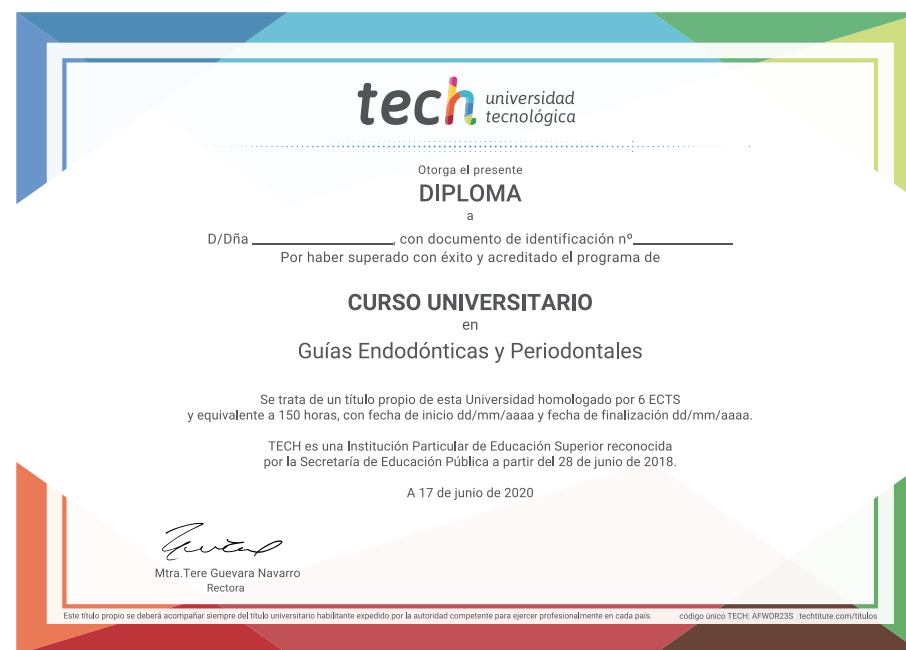 tech universidad
tecnológica
Otorga el presente
DIPLOMA
a
D/Dña ________________, con documento de identificación nº____________
Por haber superado con éxito y acreditado el programa de
CURSO UNIVERSITARIO
en
Guías Endodónticas y Periodontales
Se trata de un título propio de esta Universidad homologado por 6 ECTS
y equivalente a 150 horas, con fecha de inicio dd/mm/aaaa y fecha de finalización dd/mm/aaaa.
TECH es una Institución Particular de Educación Superior reconocida
por la Secretaría de Educación Pública a partir del 28 de junio de 2018.
A 17 de junio de 2020
Mtra.Tere Guevara Navarro
Rectora
Este título propio se deberá acompañar siempre del título universitario habilitante expedido por la autoridad competente para ejercer profesionalmente en cada país. código único TECH: AFWOR23S techtitute.com/titulos